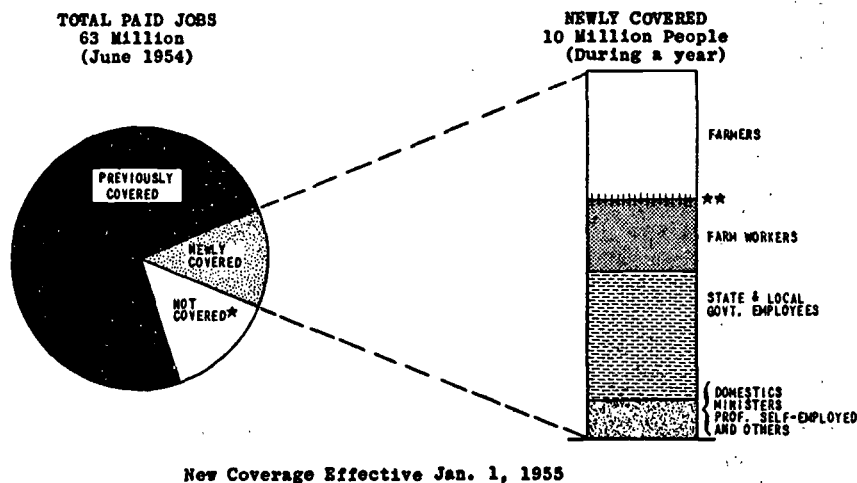 TOTAL PAID JOBS
63 Million
(June 1954)
PREVIOUSLY
COVERED
NEWLY
COVERED
NOT
COVERED*
NEWLY COVERED
10 Million People
(During a year)
FARMERS
**
FARM WORKERS
STATE & LOCAL
GOVT. EMPLOYEES
DOMESTICS
MINISTERS
PROF. SELF-EMPLOYED
AND OTHERS
New Coverage Effective Jan. 1, 1955